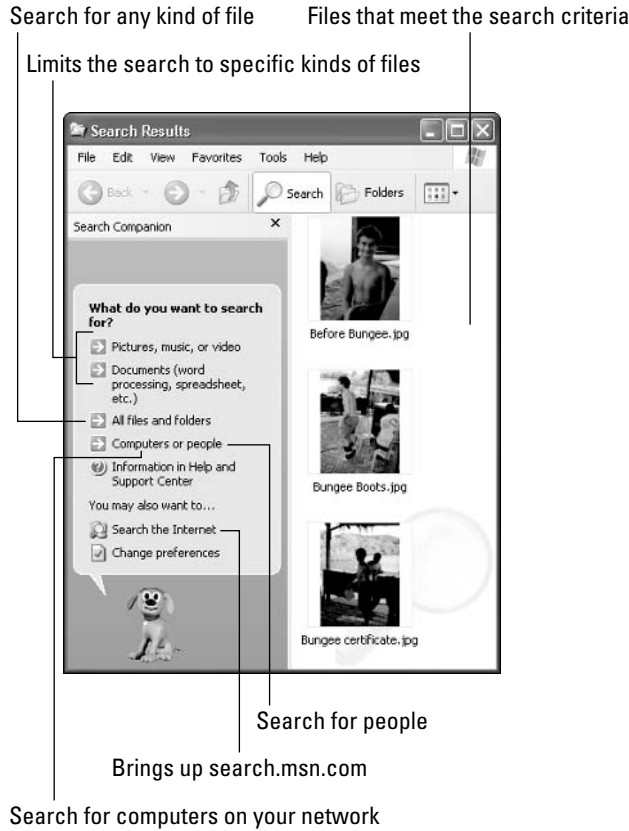 Search for any kind of file
Files that meet the search criteria
Limits the search to specific kinds of files
Search Results
File Edit View Favorites Tools Help
Back Search Folders
Search Companion
What do you want to search
for?
Pictures, music, or video
Documents (word
processing, spreadsheet,
etc.)
All files and folders
Computers or people
Information in Help and
Support Center
You may also want to...
Search the Internet
Change preferences
Before Bungee.jpg
Bungee Boots.jpg
Bungee certificate.jpg
Search for people
Brings up search.msn.com
Search for computers on your network